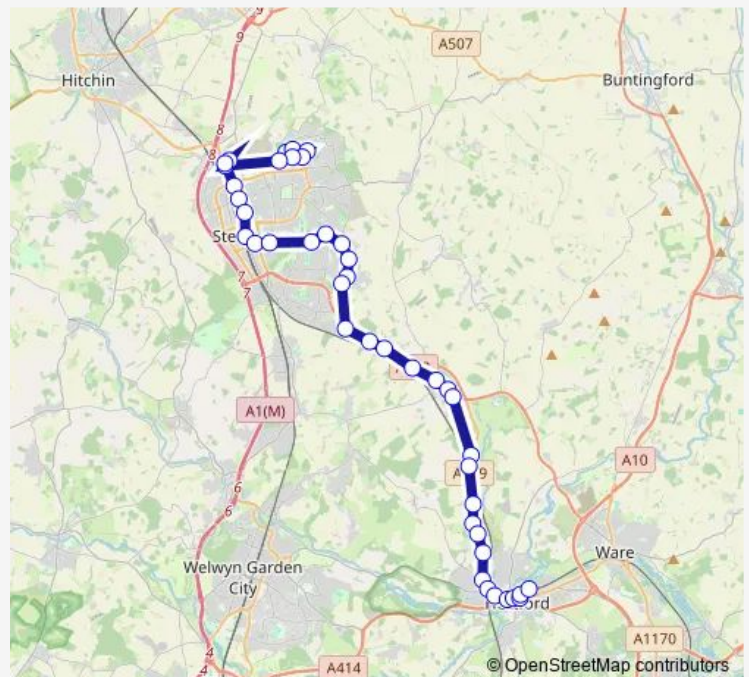 9
A507
Hitchin
Buntingford
8
8
7
7
A1(M)
A10
6
6
Welwyn Garden
City
Ware
4
4
A414
A1170
© OpenStreetMap contributors